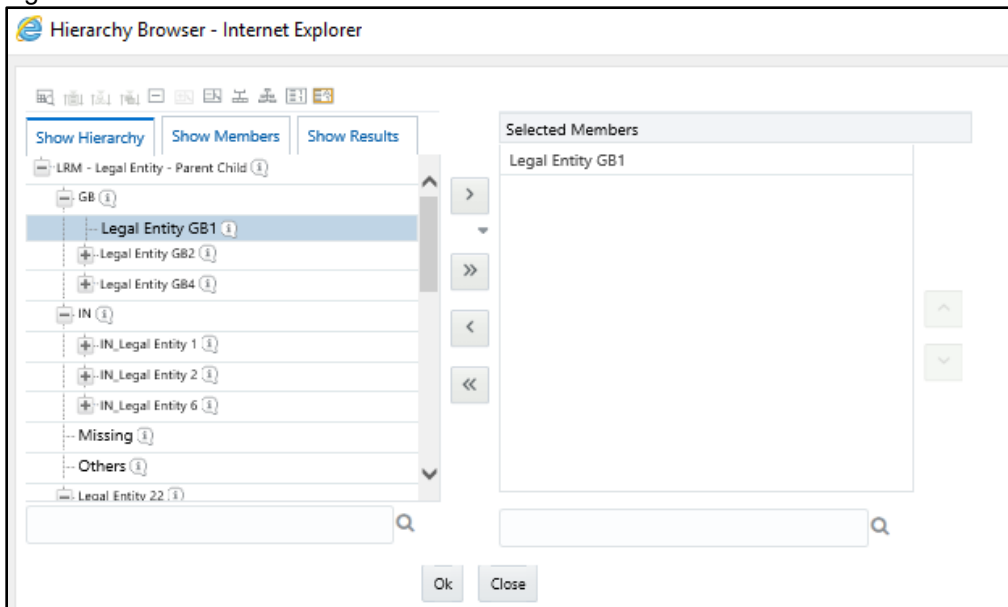 Hierarchy Browser - Internet Explorer
Show Hierarchy Show Members Show Results
LRM - Legal Entity - Parent Child
GB
Legal Entity GB1
Legal Entity GB2
Legal Entity GB4
IN
IN_Legal Entity 1
IN_Legal Entity 2
IN_Legal Entity 6
Missing
Others
Legal Entity 22
Selected Members
Legal Entity GB1
Ok Close